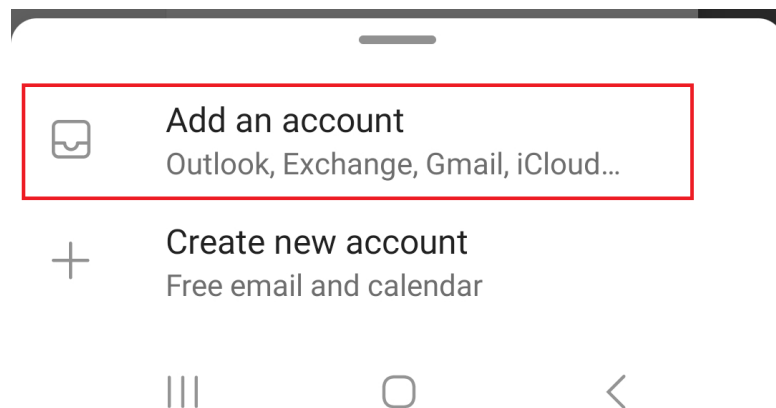 Add an account
Outlook, Exchange, Gmail, iCloud...
Create new account
Free email and calendar